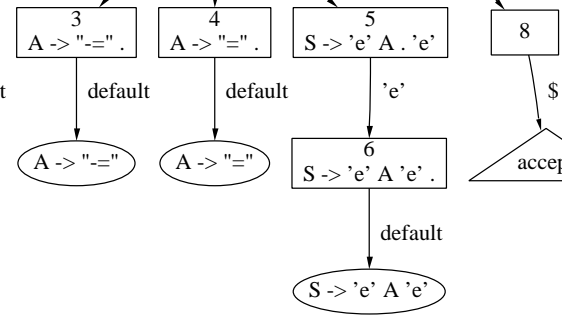 3
A -> "-=" .
4
A -> "=" .
5
S -> 'e' A . 'e'
8
default
default
'e'
$
A -> "-="
A -> "="
6
S -> 'e' A 'e' .
default
S -> 'e' A 'e'